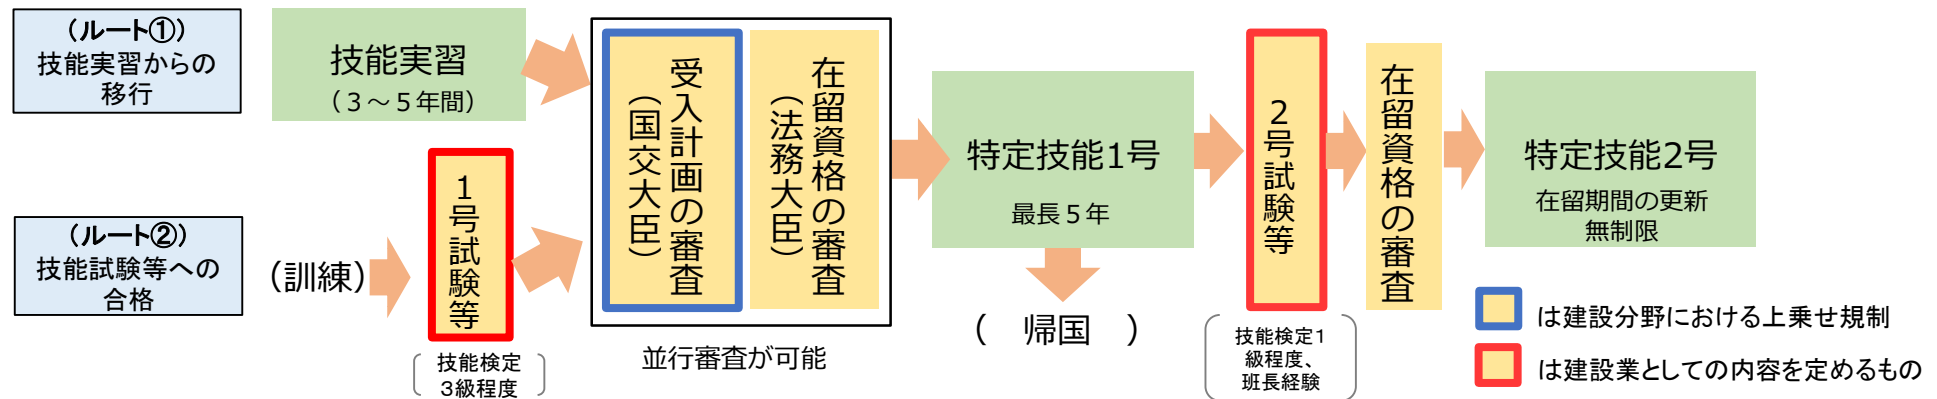 （ルート①）
技能実習からの
移行
技能実習
（３～５年間）
（ルート②）
技能試験等への
合格
（訓練）
１号試験等
技能検定
３級程度
受入計画の審査
（国交大臣）
在留資格の審査
（法務大臣）
並行審査が可能
特定技能1号
最長５年
（　帰国　）
２号試験等
技能検定１
級程度、
班長経験
在留資格の審査
特定技能2号
在留期間の更新
無制限
は建設分野における上乗せ規制
は建設業としての内容を定めるもの